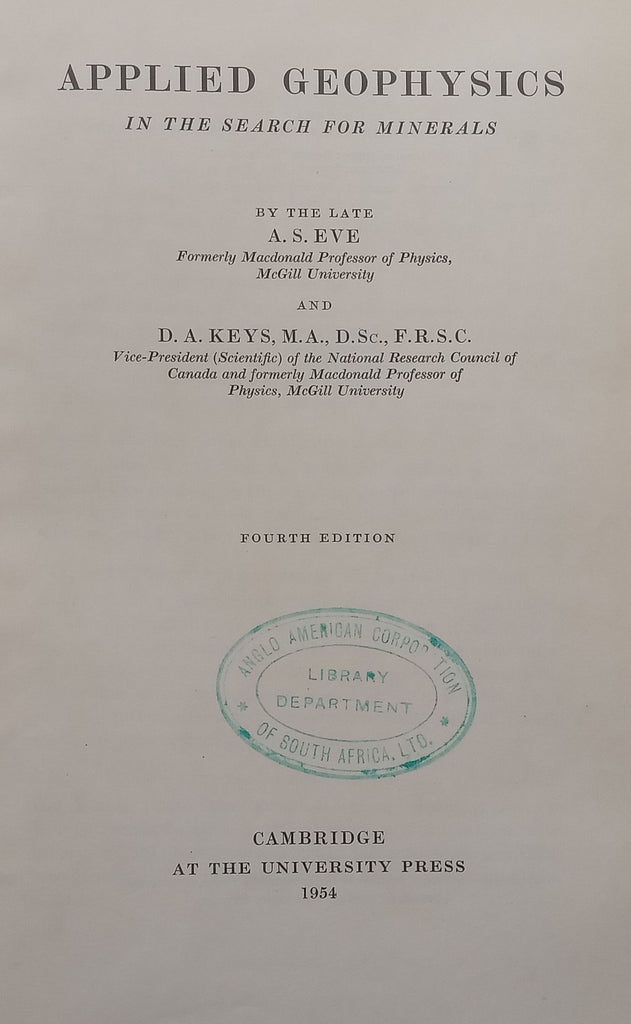 APPLIED GEOPHYSICS
IN THE SEARCH FOR MINERALS
BY THE LATE
A. S. EVE
Formerly Macdonald Professor of Physics,
McGill University
AND
D. A. KEYS, M.A., D.Sc., F.R.S.C.
Vice-President (Scientific) of the National Research Council of
Canada and formerly Macdonald Professor of
Physics, McGill University
FOURTH EDITION
ANGLO AMERICAN CORPORATION
LIBRARY
DEPARTMENT
* OF SOUTH AFRICA, LTD. *
CAMBRIDGE
AT THE UNIVERSITY PRESS
1954